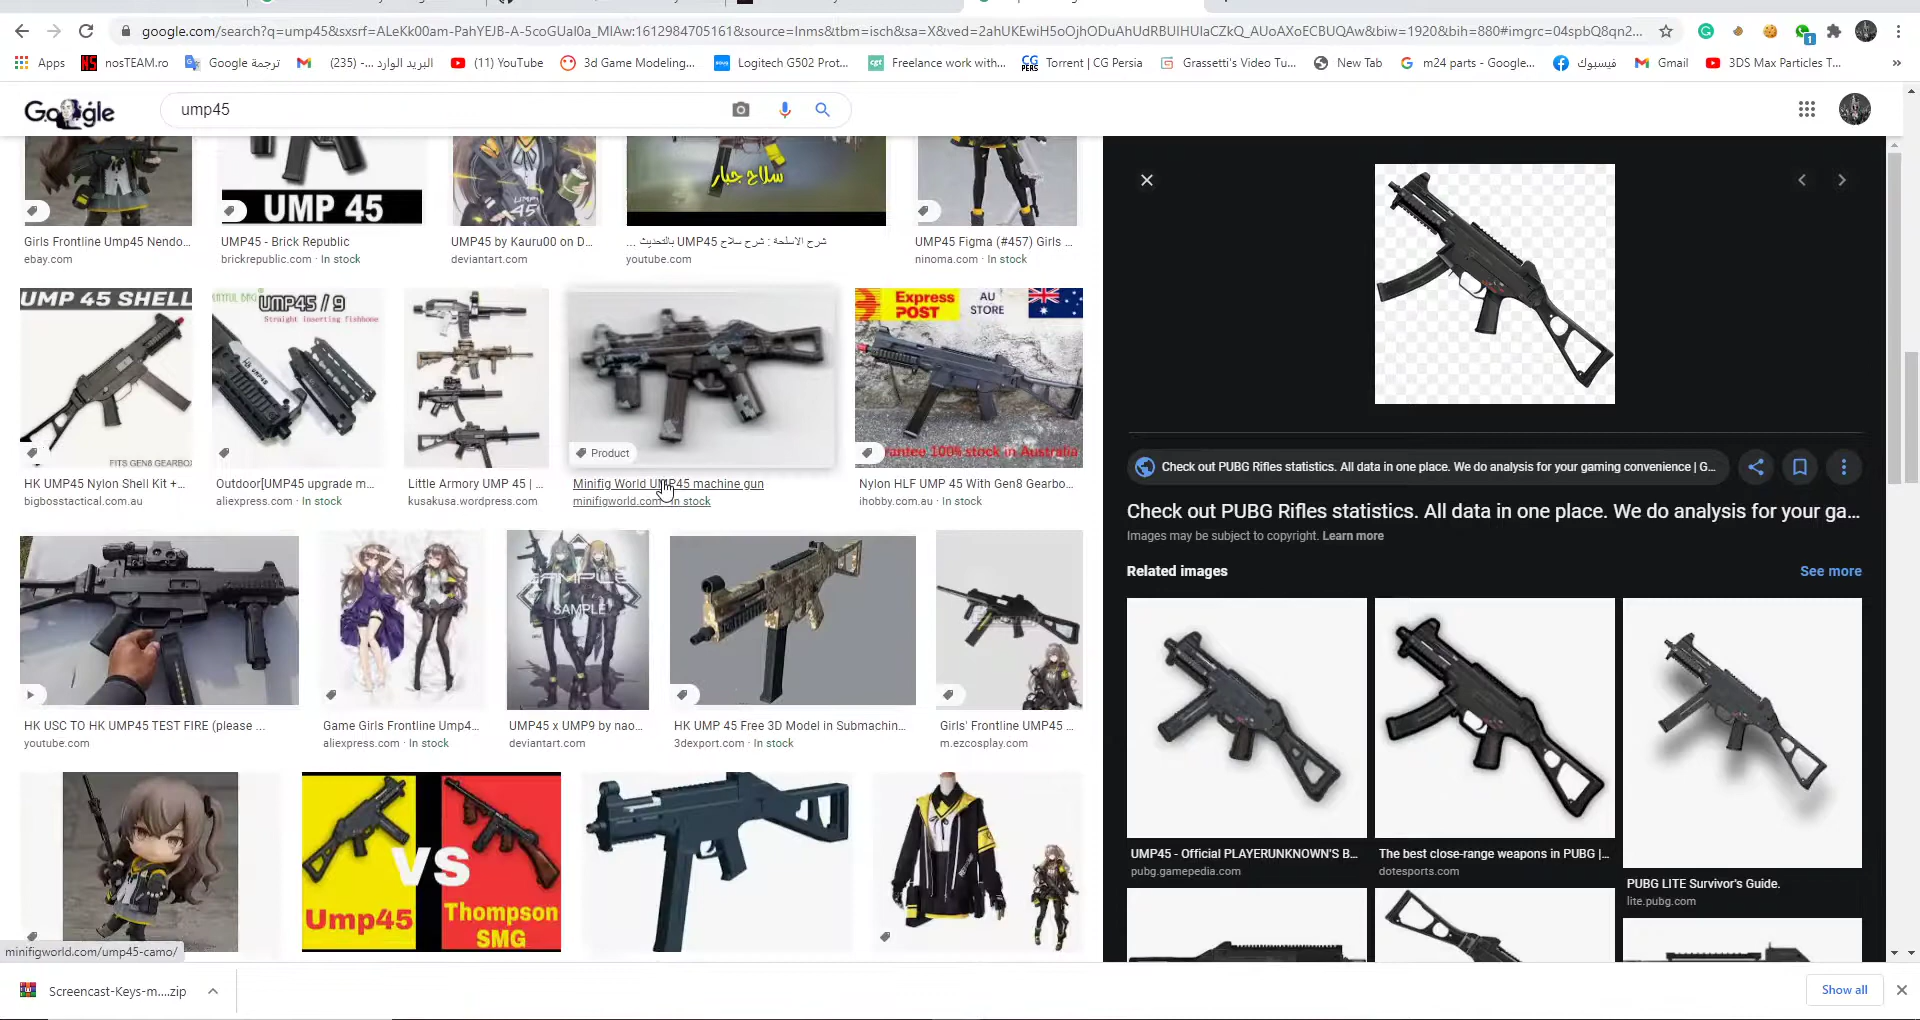 google.com/search?q=ump45&sxsrf=ALeKk00am-PahYEJB-A-5coGUal0a_MIAw:1612984705161&source=lnms&tbm=isch&sa=X&ved=2ahUKEwiH5oOjhODuAhUdRBUIHUIaCZkQ_AUoAXoECBUQAw&biw=1920&bih=880#imgrc=04spbQ8qn2...
Apps nosTEAM.ro ترجمة Google البريد الوارد -... (235) (11) YouTube 3d Game Modeling... Logitech G502 Prot... Freelance work with... Torrent | CG Persia Grassetti's Video Tu... New Tab m24 parts - Google... فيسبوك Gmail 3DS Max Particles T... »
Google ump45
UMP 45
UMP 45
سلاح جبار
Girls Frontline Ump45 Nendo... UMP45 - Brick Republic UMP45 by Kauru00 on D... شرح الاسلحة : شرح سلاح UMP45 بالتحديث ... UMP45 Figma (#457) Girls ...
ebay.com brickrepublic.com · In stock deviantart.com youtube.com ninoma.com · In stock
UMP 45 SHELL
UMP45 / 9
Straight inserting fishbone
Express POST
AU STORE
100% stock in Australia
FITS GEN8 GEARBOX
Product
HK UMP45 Nylon Shell Kit +... Outdoor[UMP45 upgrade m... Little Armory UMP 45 | ... Minifig World UMP45 machine gun Nylon HLF UMP 45 With Gen8 Gearbo...
bigbosstactical.com.au aliexpress.com · In stock kusakusa.wordpress.com minifigworld.com · In stock ihobby.com.au · In stock
SAMPLE
SAMPLE
HK USC TO HK UMP45 TEST FIRE (please ... Game Girls Frontline Ump4... UMP45 x UMP9 by nao... HK UMP 45 Free 3D Model in Submachin... Girls' Frontline UMP45 ...
youtube.com aliexpress.com · In stock deviantart.com 3dexport.com · In stock m.ezcosplay.com
VS
Ump45
Thompson SMG
minifigworld.com/ump45-camo/
Check out PUBG Rifles statistics. All data in one place. We do analysis for your gaming convenience | G...
Check out PUBG Rifles statistics. All data in one place. We do analysis for your ga...
Images may be subject to copyright. Learn more
Related images See more
UMP45 - Official PLAYERUNKNOWN'S B... The best close-range weapons in PUBG |...
pubg.gamepedia.com dotesports.com
PUBG LITE Survivor's Guide.
lite.pubg.com
Screencast-Keys-m....zip Show all